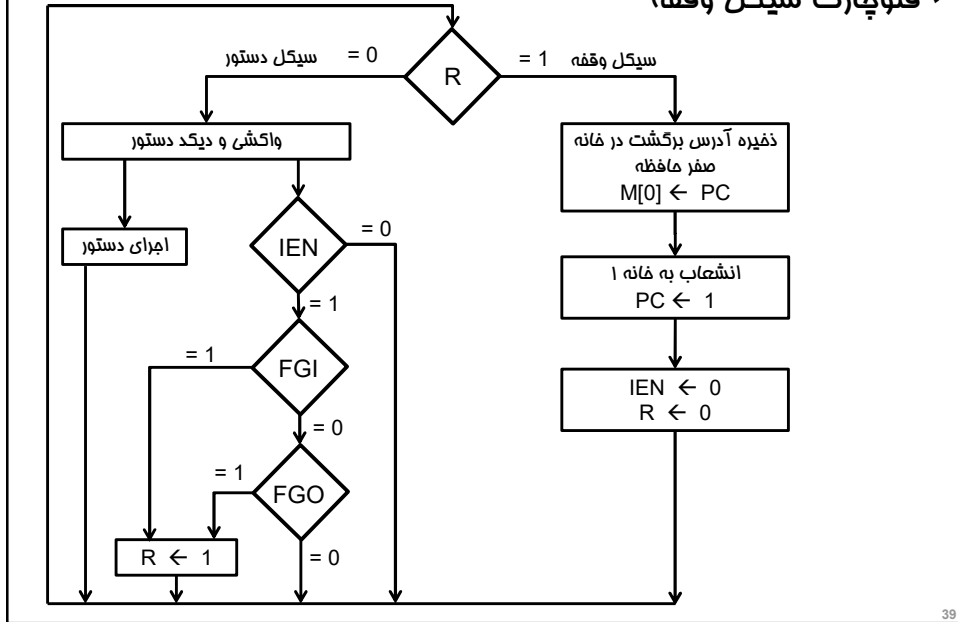 فلوچارت سیکل وقفه:
R
= 0 سیکل دستور
= 1 سیکل وقفه
واکشی و دیکد دستور
اجرای دستور
IEN
= 0
= 1
FGI
= 1
= 0
FGO
= 1
= 0
R ← 1
ذخیره آدرس برگشت در خانه
صفر حافظه
M[0] ← PC
انشعاب به خانه ۱
PC ← 1
IEN ← 0
R ← 0
39